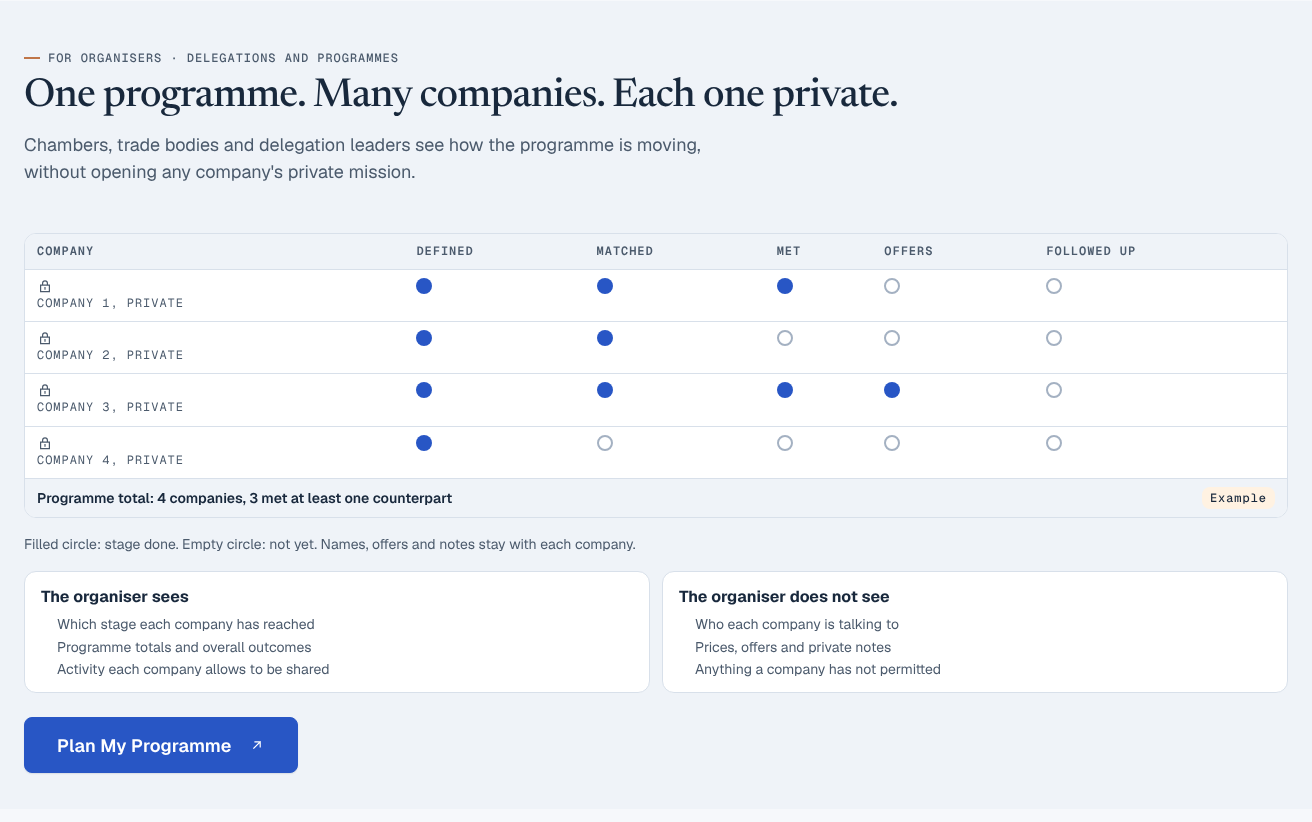 FOR ORGANISERS · DELEGATIONS AND PROGRAMMES
One programme. Many companies. Each one private.
Chambers, trade bodies and delegation leaders see how the programme is moving,
without opening any company's private mission.
COMPANY DEFINED MATCHED MET OFFERS FOLLOWED UP
COMPANY 1, PRIVATE
COMPANY 2, PRIVATE
COMPANY 3, PRIVATE
COMPANY 4, PRIVATE
Programme total: 4 companies, 3 met at least one counterpart Example
Filled circle: stage done. Empty circle: not yet. Names, offers and notes stay with each company.
The organiser sees
Which stage each company has reached
Programme totals and overall outcomes
Activity each company allows to be shared
The organiser does not see
Who each company is talking to
Prices, offers and private notes
Anything a company has not permitted
Plan My Programme